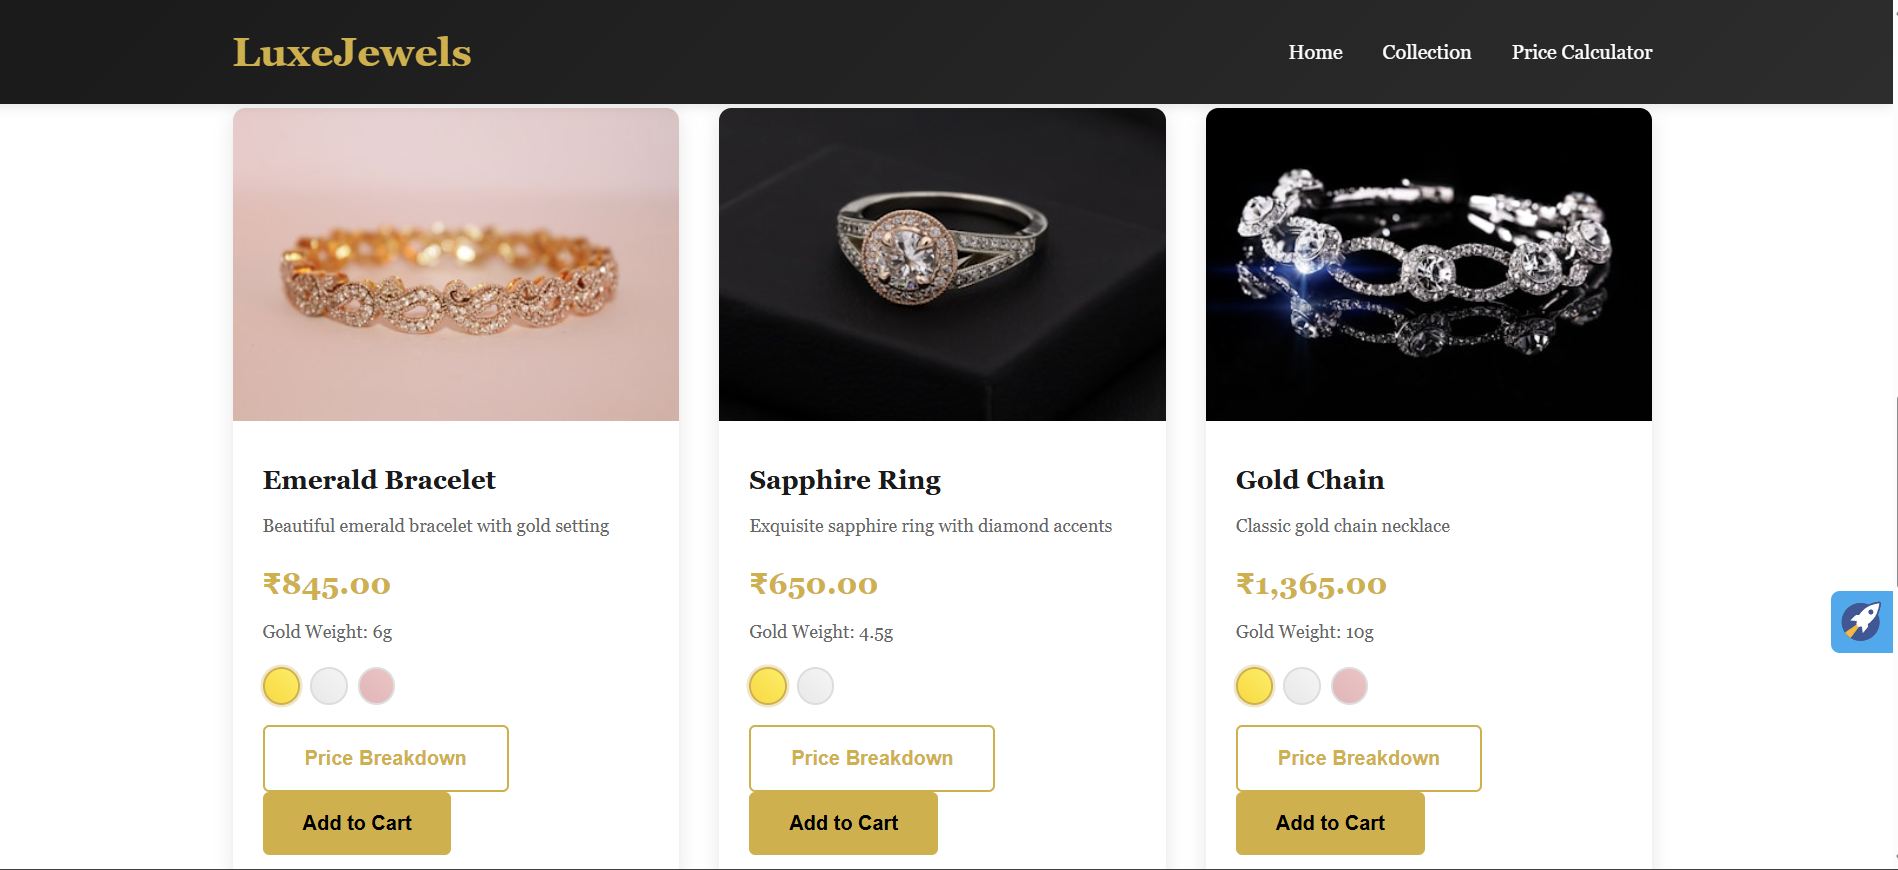 LuxeJewels
Home
Collection
Price Calculator
Emerald Bracelet
Beautiful emerald bracelet with gold setting
₹845.00
Gold Weight: 6g
Price Breakdown
Add to Cart
Sapphire Ring
Exquisite sapphire ring with diamond accents
₹650.00
Gold Weight: 4.5g
Price Breakdown
Add to Cart
Gold Chain
Classic gold chain necklace
₹1,365.00
Gold Weight: 10g
Price Breakdown
Add to Cart